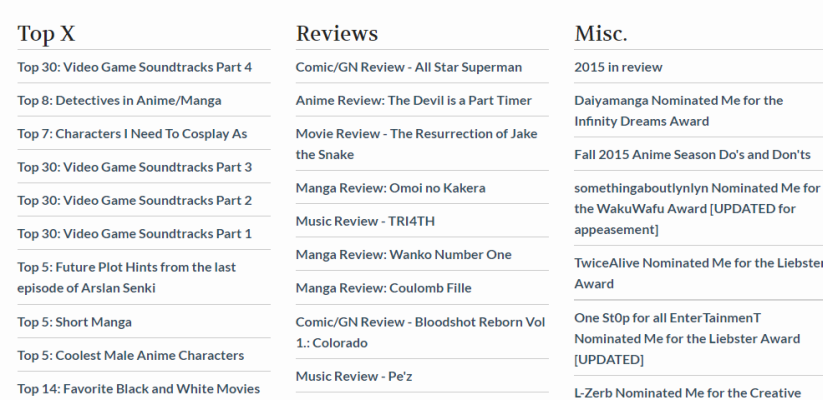 Top X
Top 30: Video Game Soundtracks Part 4
Top 8: Detectives in Anime/Manga
Top 7: Characters I Need To Cosplay As
Top 30: Video Game Soundtracks Part 3
Top 30: Video Game Soundtracks Part 2
Top 30: Video Game Soundtracks Part 1
Top 5: Future Plot Hints from the last
episode of Arslan Senki
Top 5: Short Manga
Top 5: Coolest Male Anime Characters
Top 14: Favorite Black and White Movies
Reviews
Comic/GN Review - All Star Superman
Anime Review: The Devil is a Part Timer
Movie Review - The Resurrection of Jake
the Snake
Manga Review: Omoi no Kakera
Music Review - TRI4TH
Manga Review: Wanko Number One
Manga Review: Coulomb Fille
Comic/GN Review - Bloodshot Reborn Vol
1.: Colorado
Music Review - Pe'z
Misc.
2015 in review
Daiyamanga Nominated Me for the
Infinity Dreams Award
Fall 2015 Anime Season Do's and Don'ts
somethingaboutlynlyn Nominated Me for
the WakuWafu Award [UPDATED for
appeasement]
TwiceAlive Nominated Me for the Liebster
Award
One St0p for all EnterTainmenT
Nominated Me for the Liebster Award
[UPDATED]
L-Zerb Nominated Me for the Creative